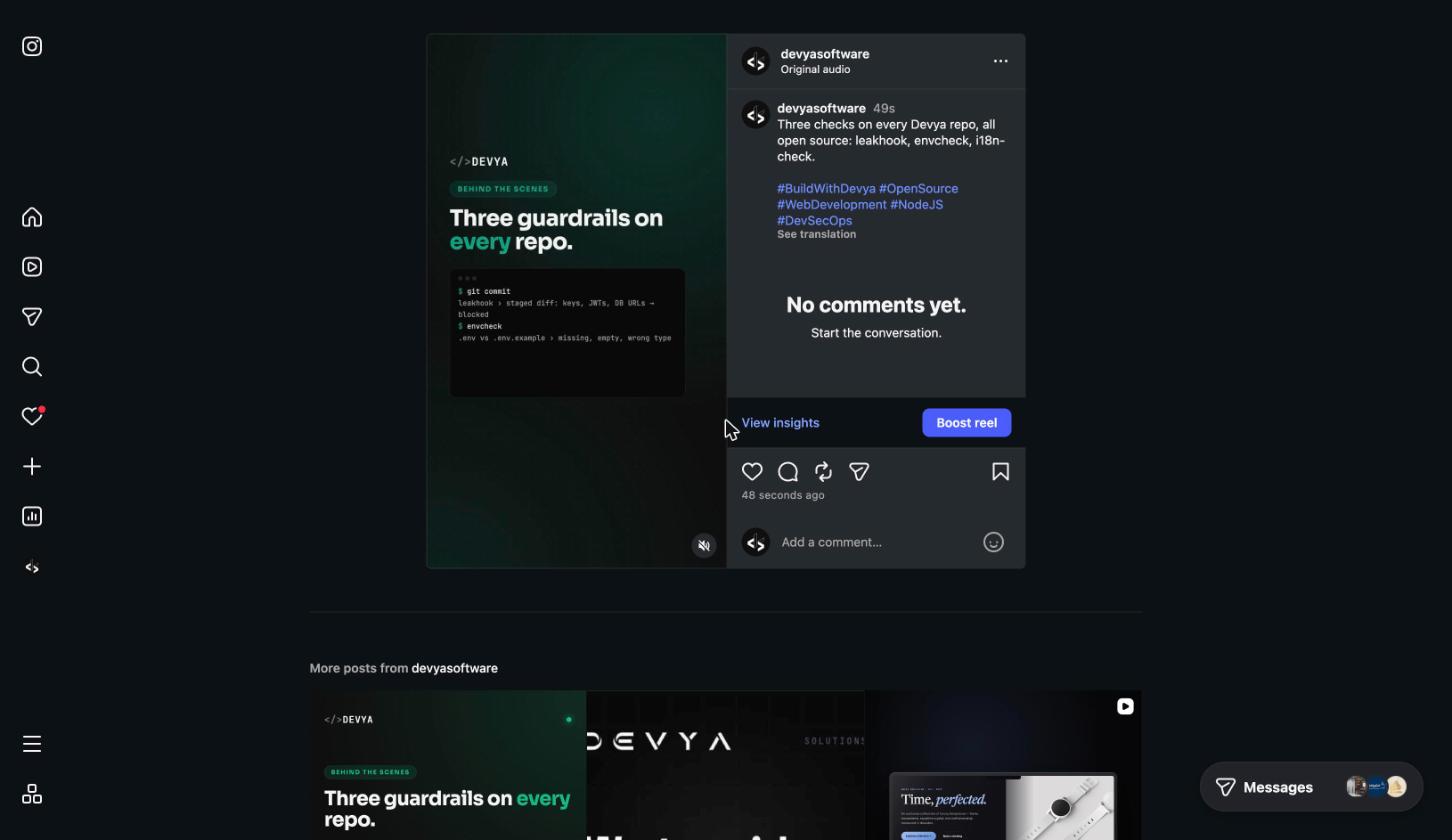 devyasoftware
Original audio
devyasoftware 49s
Three checks on every Devya repo, all
open source: leakhook, envcheck, i18n-
check.
#BuildWithDevya #OpenSource
#WebDevelopment #NodeJS
#DevSecOps
See translation
No comments yet.
Start the conversation.
View insights
Boost reel
48 seconds ago
Add a comment...
</>DEVYA
BEHIND THE SCENES
Three guardrails on
every repo.
$ git commit
leakhook › staged diff: keys, JWTs, DB URLs →
blocked
$ envcheck
.env vs .env.example › missing, empty, wrong type
More posts from devyasoftware
</>DEVYA
BEHIND THE SCENES
Three guardrails on every
repo.
DEVYA
SOLUTIONS
Time, perfected.
Messages